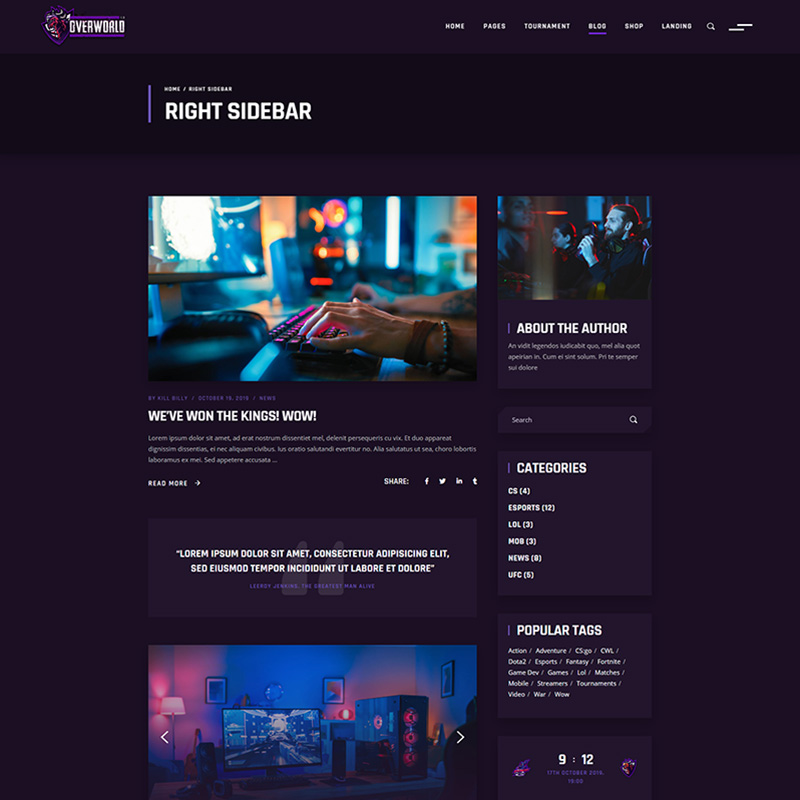 OVERWORLD
HOME PAGES TOURNAMENT BLOG SHOP LANDING
HOME / RIGHT SIDEBAR
RIGHT SIDEBAR
BY KILL BILLY / OCTOBER 19, 2019 / NEWS
WE'VE WON THE KINGS! WOW!
Lorem ipsum dolor sit amet, ad erat nostrum dissentiet mel, delenit persequeris cu vix. Et duo appareat
dignissim dissentias, ei nec aliquam civibus. Ius oratio salutandi evertitur no. Alia salutatus ut sea, choro lobortis
laboramus ex mei. Sed appetere accusata ...
READ MORE
SHARE:
"LOREM IPSUM DOLOR SIT AMET, CONSECTETUR ADIPISICING ELIT,
SED EIUSMOD TEMPOR INCIDIDUNT UT LABORE ET DOLORE"
LEEROY JENKINS, THE GREATEST MAN ALIVE
ABOUT THE AUTHOR
An vidit legendos iudicabit quo, mel alia quot
apeirian in. Cum ei sint solum. Pri te semper
sui dolore
Search
CATEGORIES
CS (4)
ESPORTS (12)
LOL (3)
MOB (3)
NEWS (8)
UFC (5)
POPULAR TAGS
Action / Adventure / CS:go / CWL /
Dota2 / Esports / Fantasy / Fortnite /
Game Dev / Games / Lol / Matches /
Mobile / Streamers / Tournaments /
Video / War / Wow
9 : 12
17TH OCTOBER 2019,
19:00